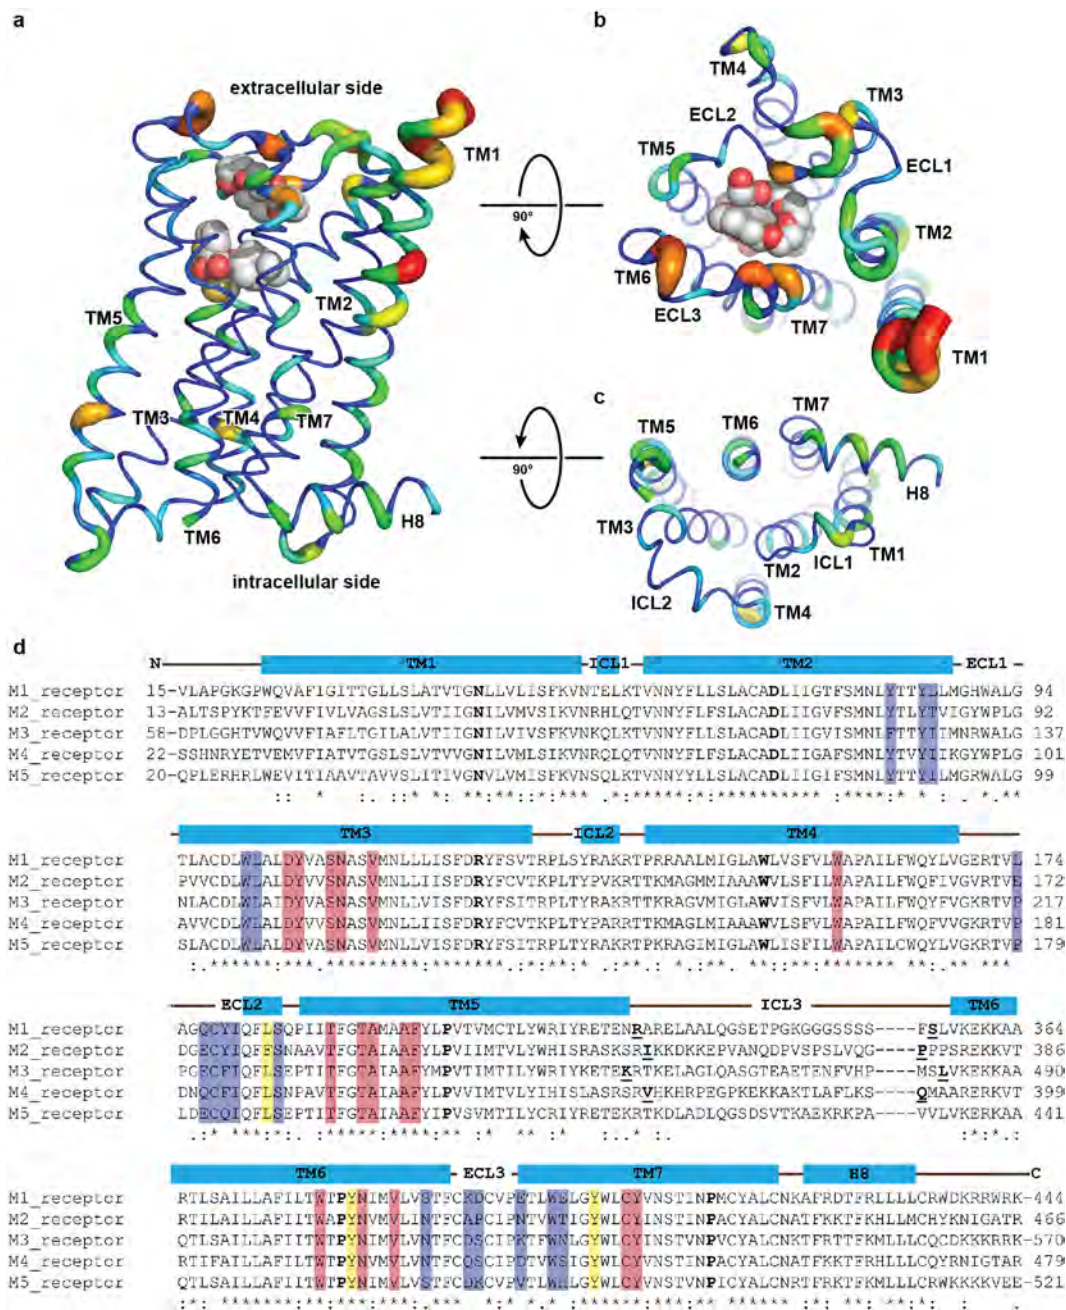 a
b
extracellular side
TM1
TM5
TM2
TM3
TM4
TM7
TM6
H8
intracellular side
90°
90°
TM4
TM3
ECL2
TM5
ECL1
TM2
TM6
ECL3
TM7
TM1
c
TM7
TM6
TM5
H8
TM3
TM1
TM2
ICL1
ICL2
TM4
d
N TM1 ICL1 TM2 ECL1
M1_receptor 15-VLAPGKGPWQVAFIGITTGLLSLATVTGNLLVLISFKVNTELKTVNNYFLLSLACADLIIGTFSMNLYTTYLLMGHWALG 94
M2_receptor 13-ALTSPYKTFEVVFIVLVAGSLSLVTIIGNILVMVSIKVNRHLQTVNNYFLFSLACADLIIGVFSMNLYTLYTVIGYWPLG 92
M3_receptor 58-DPLGGHTVWQVVFIAFLTGILALVTIIGNILVIVSFKVNKQLKTVNNYFLLSLACADLIIGVISMNLFTTYIIMNRWALG 137
M4_receptor 22-SSHNRYETVEMVFIATVTGSLSLVTVVGNILVMLSIKVNRQLQTVNNYFLFSLACADLIIGAFSMNLYTVYIIKGYWPLG 101
M5_receptor 20-QPLERHRLWEVITIAAVTAVVSLITIVGNVLVMISFKVNSQLKTVNNYYLLSLACADLIIGIFSMNLYTTYILMGRWALG 99
TM3 ICL2 TM4
M1_receptor TLACDLWLALDYVASNASVMNLLLISFDRYFSVTRPLSYRAKRTPRRAALMIGLAWLVSFVLWAPAILFWQYLVGERTVL 174
M2_receptor PVVCDLWLALDYVVSNASVMNLLIISFDRYFCVTKPLTYPVKRTTKMAGMMIAAAWVLSFILWAPAILFWQFIVGVRTVE 172
M3_receptor NLACDLWLAIDYVASNASVMNLLVISFDRYFSITRPLTYRAKRTTKRAGVMIGLAWVISFVLWAPAILFWQYFVGKRTVP 217
M4_receptor AVVCDLWLALDYVVSNASVMNLLIISFDRYFCVTKPLTYPARRTTKMAGLMIAAAWVLSFVLWAPAILFWQFVVGKRTVP 181
M5_receptor SLACDLWLALDYVASNASVMNLLVISFDRYFSITRPLTYRAKRTPKRAGIMIGLAWLISFILWAPAILCWQYLVGKRTVP 179
ECL2 TM5 ICL3 TM6
M1_receptor AGQCYIQFLSQPIITFGTAMAAFYLPVTVMCTLYWRIYRETENRARELAALQGSETPGKGGGSSSS----FSLVKEKKAA 364
M2_receptor DGECYIQFFSNAAVTFGTAIAAFYLPVIIMTVLYWHISRASKSRIKKDKKEPVANQDPVSPSLVQG----PPPSREKKVT 386
M3_receptor PGECFIQFLSEPTITFGTAIAAFYMPVTIMTILYWRIYKETEKRTKELAGLQASGTEAETENFVHP----MSLVKEKKAA 490
M4_receptor DNQCFIQFLSNPAVTFGTAIAAFYLPVVIMTVLYIHISLASRSRVHKHRPEGPKEKKAKTLAFLKS----QMAARERKVT 399
M5_receptor LDECQIQFLSEPTITFGTAIAAFYIPVSVMTILYCRIYRETEKRTKDLADLQGSDSVTKAEKRKPA----VVLVKERKAA 441
TM6 ECL3 TM7 H8 C
M1_receptor RTLSAILLAFILTWTPYNIMVLVSTFCKDCVPETLWELGYWLCYVNSTINPMCYALCNKAFRDTFRLLLLCRWDKRRWRK-444
M2_receptor RTILAILLAFIITWAPYNVMVLINTFCAPCIPNTVWTIGYWLCYINSTINPACYALCNATFKKTFKHLLMCHYKNIGATR 466
M3_receptor QTLSAILLAFIITWTPYNIMVLVNTFCDSCIPKTFWNLGYWLCYINSTVNPVCYALCNKTFRTTFKMLLLCQCDKKKRRK-570
M4_receptor RTIFAILLAFILTWTPYNVMVLVNTFCQSCIPDTVWSIGYWLCYVNSTINPACYALCNATFKKTFRHLLLCQYRNIGTAR 479
M5_receptor QTLSAILLAFIITWTPYNIMVLVSTFCDKCVPVTLWHLGYWLCYVNSTINPICYALCNRTFRKTFKMLLLCRWKKKKVEE-521